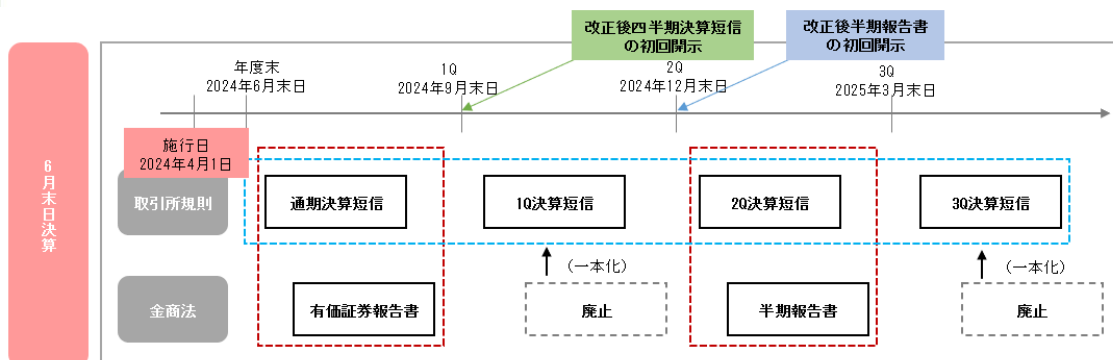 改正後四半期決算短信
の初回開示
改正後半期報告書
の初回開示
年度末
2024年6月末日
1Q
2024年9月末日
2Q
2024年12月末日
3Q
2025年3月末日
施行日
2024年4月1日
6月末日決算
取引所規則
通期決算短信
1Q決算短信
2Q決算短信
3Q決算短信
(一本化)
(一本化)
金商法
有価証券報告書
廃止
半期報告書
廃止